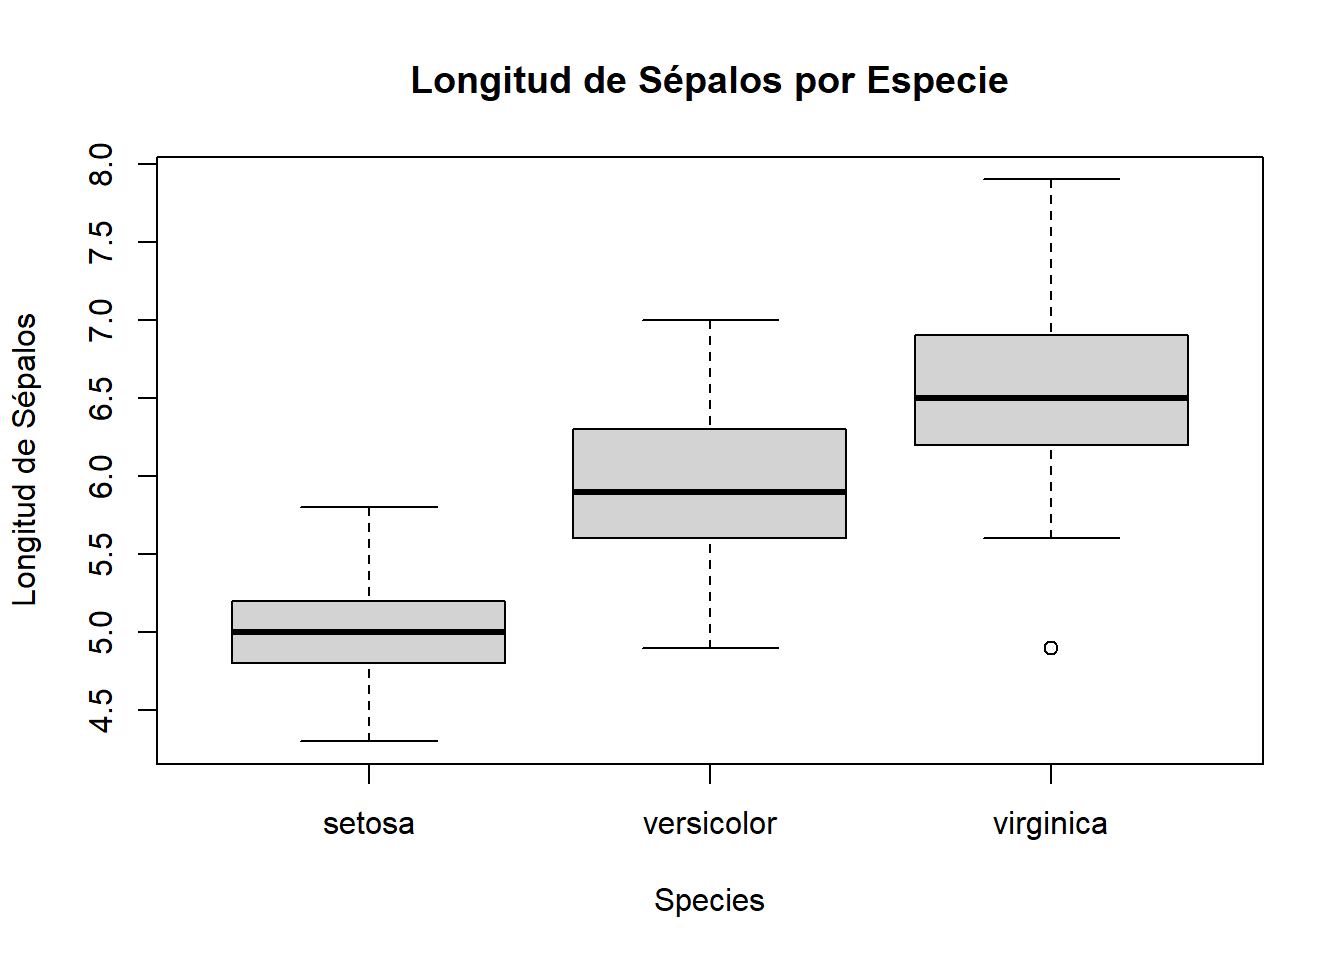 Longitud de Sépalos por Especie
Longitud de Sépalos
8.0
7.5
7.0
6.5
6.0
5.5
5.0
4.5
setosa versicolor virginica
Species